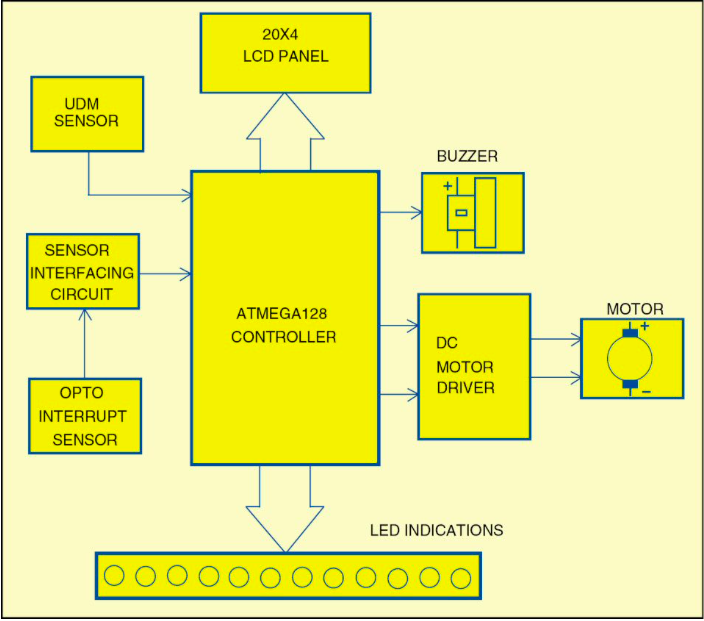 20X4
LCD PANEL
UDM
SENSOR
BUZZER
+
SENSOR
INTERFACING
CIRCUIT
ATMEGA128
CONTROLLER
DC
MOTOR
DRIVER
MOTOR
+
−
OPTO
INTERRUPT
SENSOR
LED INDICATIONS